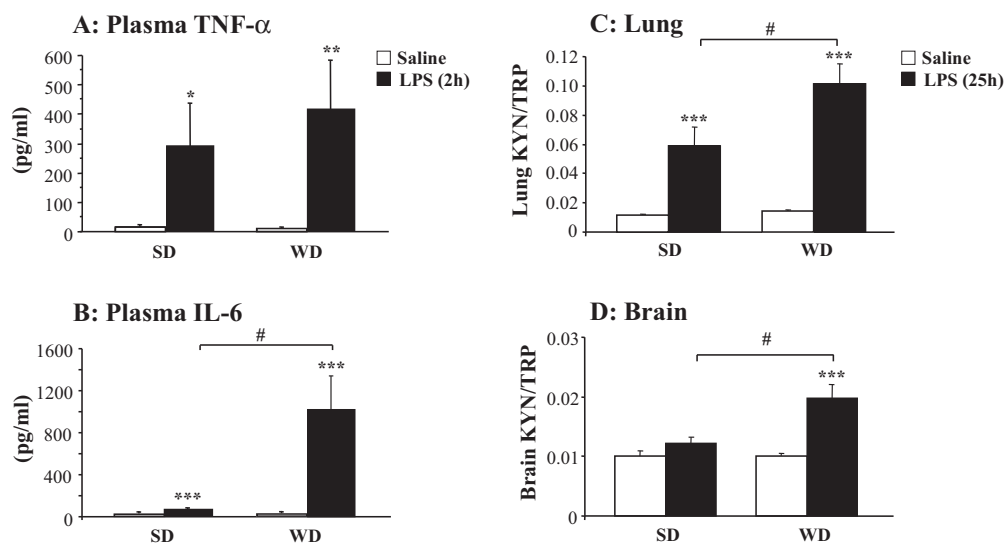 A: Plasma TNF-α
600
500
400
300
200
100
0
(pg/ml)
*
**
SD
WD
Saline
LPS (2h)
B: Plasma IL-6
#
1600
1200
800
400
0
(pg/ml)
***
***
SD
WD
C: Lung
#
0.12
0.10
0.08
0.06
0.04
0.02
0
Lung KYN/TRP
***
***
SD
WD
Saline
LPS (25h)
D: Brain
#
0.03
0.02
0.01
0
Brain KYN/TRP
***
SD
WD